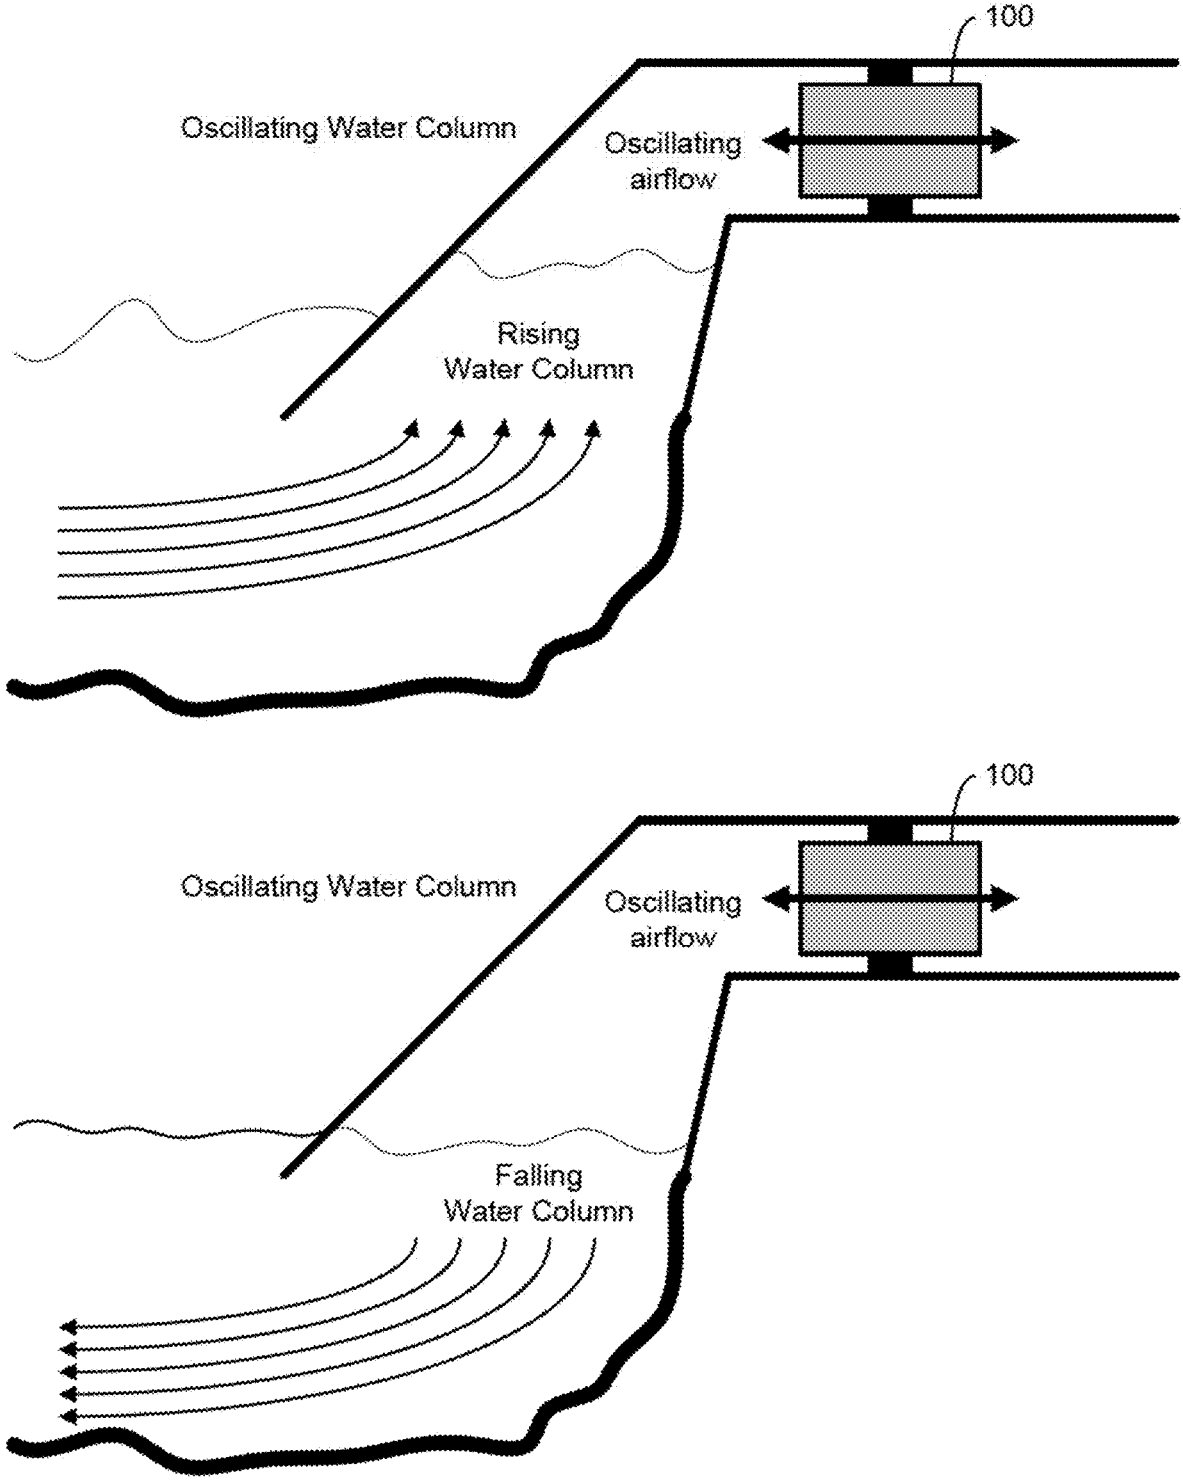 100
Oscillating Water Column
Oscillating
airflow
Rising
Water Column
100
Oscillating Water Column
Oscillating
airflow
Falling
Water Column